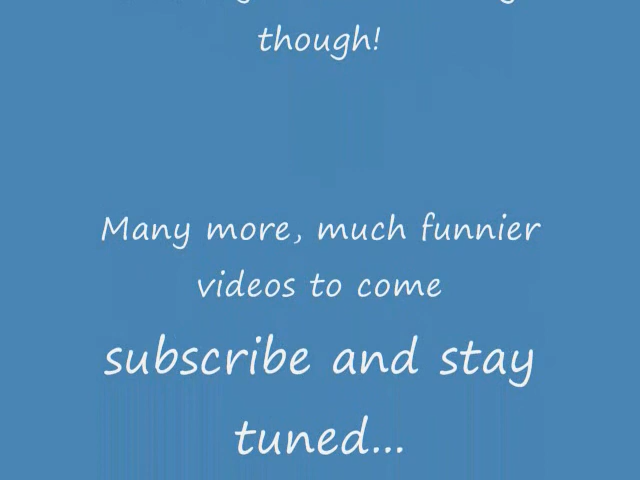 though!
Many more, much funnier
videos to come
subscribe and stay
tuned...